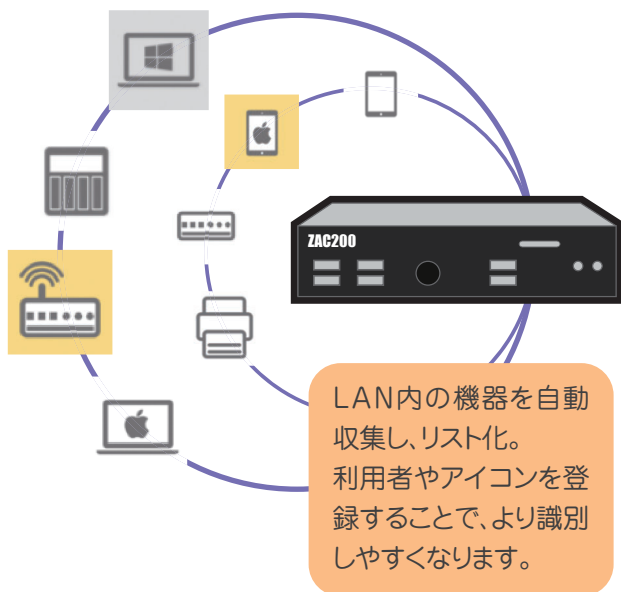 ZAC200
LAN内の機器を自動
収集し、リスト化。
利用者やアイコンを登
録することで、より識別
しやすくなります。